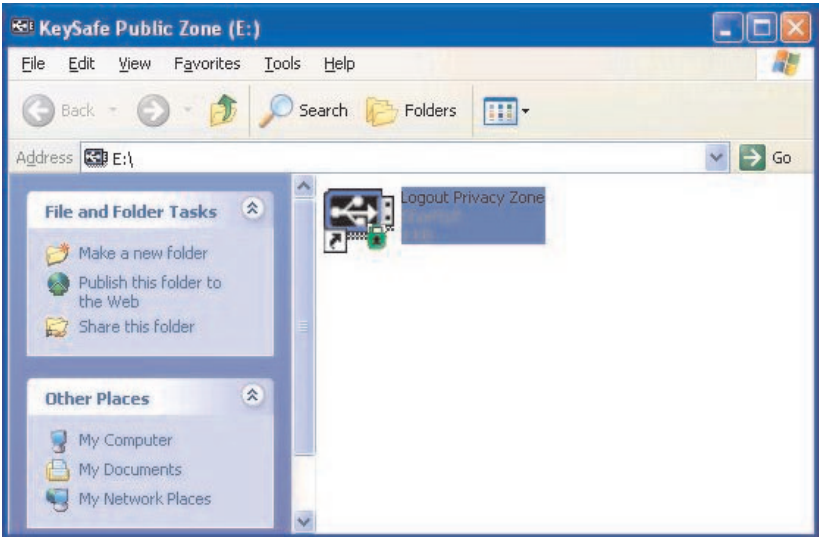 KeySafe Public Zone (E:)
File Edit View Favorites Tools Help
Back Search Folders
Address E:\ Go
File and Folder Tasks
Make a new folder
Publish this folder to
the Web
Share this folder
Other Places
My Computer
My Documents
My Network Places
Logout Privacy Zone